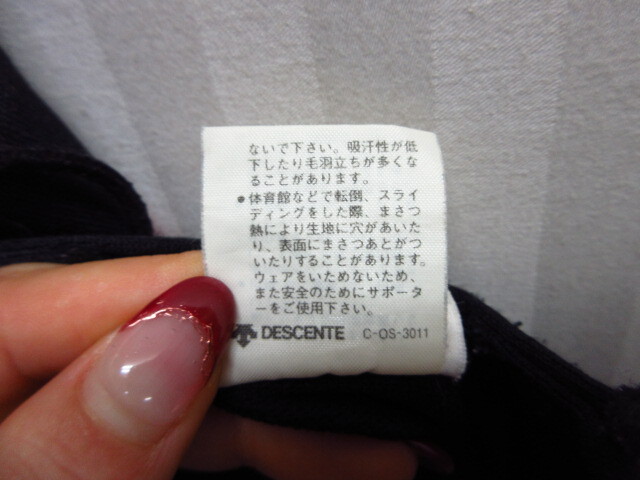 ないで下さい。吸汗性が低
下したり毛羽立ちが多くな
ることがあります。
●体育館などで転倒、スライ
ディングをした際、まさつ
熱により生地に穴があいた
り、表面にまさつあとがつ
いたりすることがあります。
ウェアをいためないため、
また安全のためにサポータ
ーをご使用下さい。
DESCENTE C-OS-3011